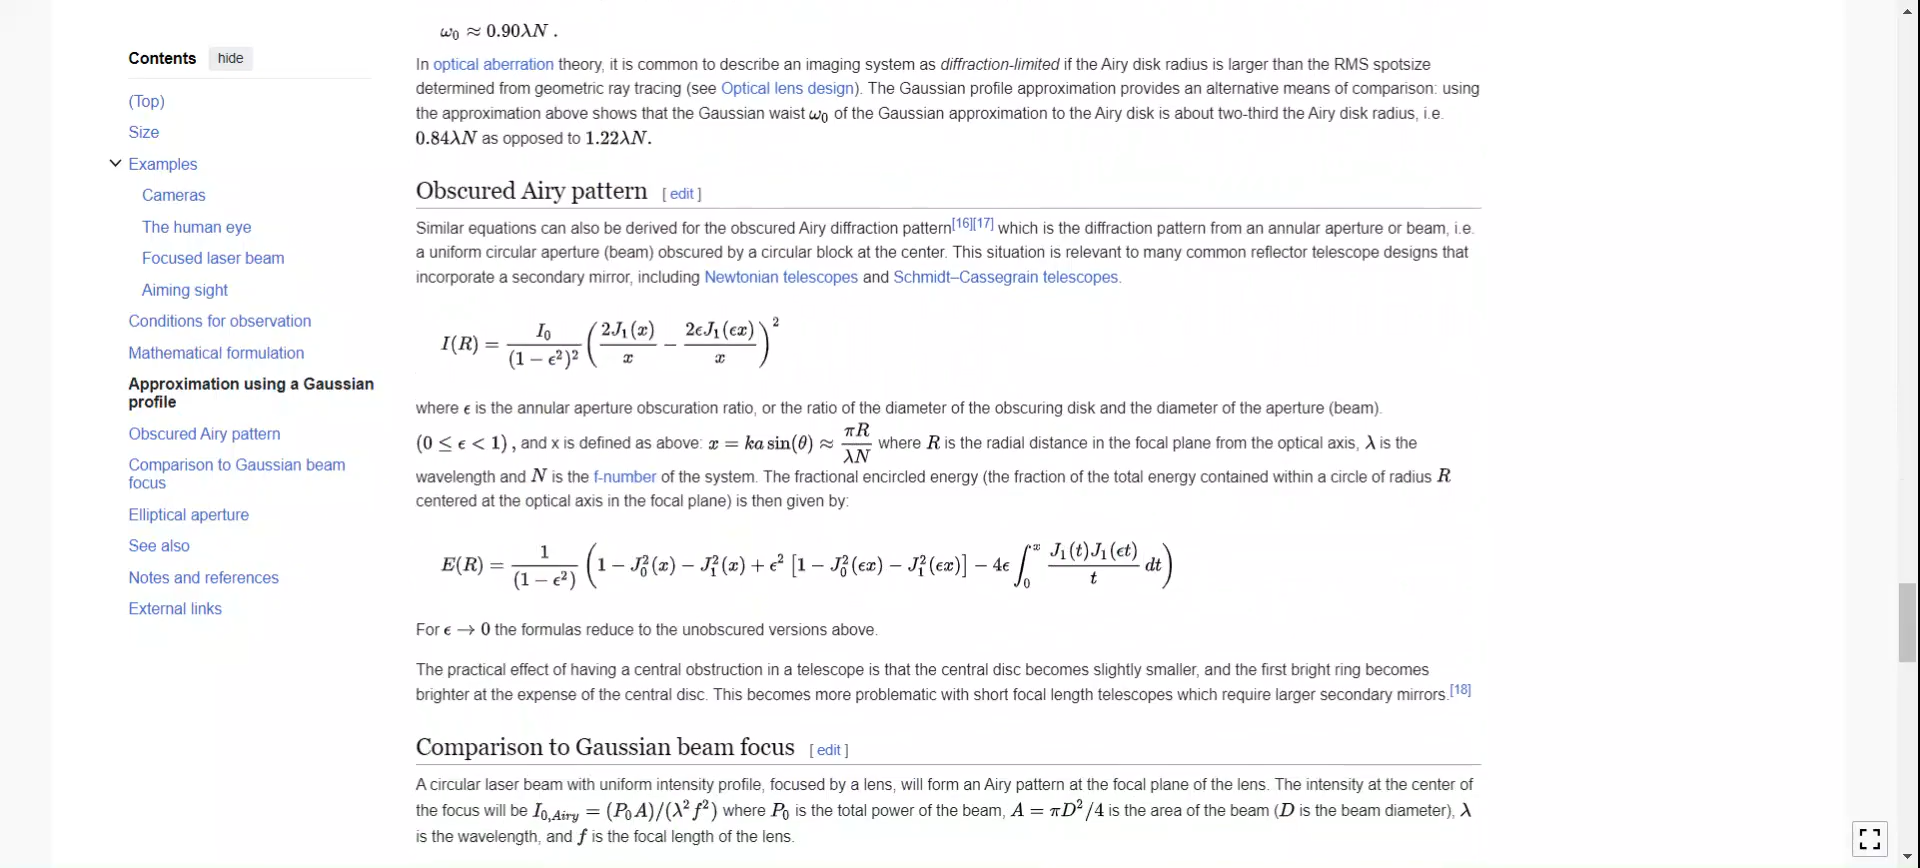 Contents hide
(Top)
Size
Examples
Cameras
The human eye
Focused laser beam
Aiming sight
Conditions for observation
Mathematical formulation
Approximation using a Gaussian
profile
Obscured Airy pattern
Comparison to Gaussian beam
focus
Elliptical aperture
See also
Notes and references
External links
ω₀ ≈ 0.90λN .
In optical aberration theory, it is common to describe an imaging system as diffraction-limited if the Airy disk radius is larger than the RMS spotsize
determined from geometric ray tracing (see Optical lens design). The Gaussian profile approximation provides an alternative means of comparison: using
the approximation above shows that the Gaussian waist ω₀ of the Gaussian approximation to the Airy disk is about two-third the Airy disk radius, i.e.
0.84λN as opposed to 1.22λN.
Obscured Airy pattern [ edit ]
Similar equations can also be derived for the obscured Airy diffraction pattern[16][17] which is the diffraction pattern from an annular aperture or beam, i.e.
a uniform circular aperture (beam) obscured by a circular block at the center. This situation is relevant to many common reflector telescope designs that
incorporate a secondary mirror, including Newtonian telescopes and Schmidt–Cassegrain telescopes.
I(R) = I₀/(1 − ϵ²)² (2J₁(x)/x − 2ϵJ₁(ϵx)/x)²
where ϵ is the annular aperture obscuration ratio, or the ratio of the diameter of the obscuring disk and the diameter of the aperture (beam).
(0 ≤ ϵ < 1), and x is defined as above: x = ka sin(θ) ≈ πR/λN where R is the radial distance in the focal plane from the optical axis, λ is the
wavelength and N is the f-number of the system. The fractional encircled energy (the fraction of the total energy contained within a circle of radius R
centered at the optical axis in the focal plane) is then given by:
E(R) = 1/(1 − ϵ²) (1 − J₀²(x) − J₁²(x) + ϵ² [1 − J₀²(ϵx) − J₁²(ϵx)] − 4ϵ ∫₀ˣ J₁(t)J₁(ϵt)/t dt)
For ϵ → 0 the formulas reduce to the unobscured versions above.
The practical effect of having a central obstruction in a telescope is that the central disc becomes slightly smaller, and the first bright ring becomes
brighter at the expense of the central disc. This becomes more problematic with short focal length telescopes which require larger secondary mirrors.[18]
Comparison to Gaussian beam focus [ edit ]
A circular laser beam with uniform intensity profile, focused by a lens, will form an Airy pattern at the focal plane of the lens. The intensity at the center of
the focus will be I₀,Airy = (P₀A)/(λ²f²) where P₀ is the total power of the beam, A = πD²/4 is the area of the beam (D is the beam diameter), λ
is the wavelength, and f is the focal length of the lens.